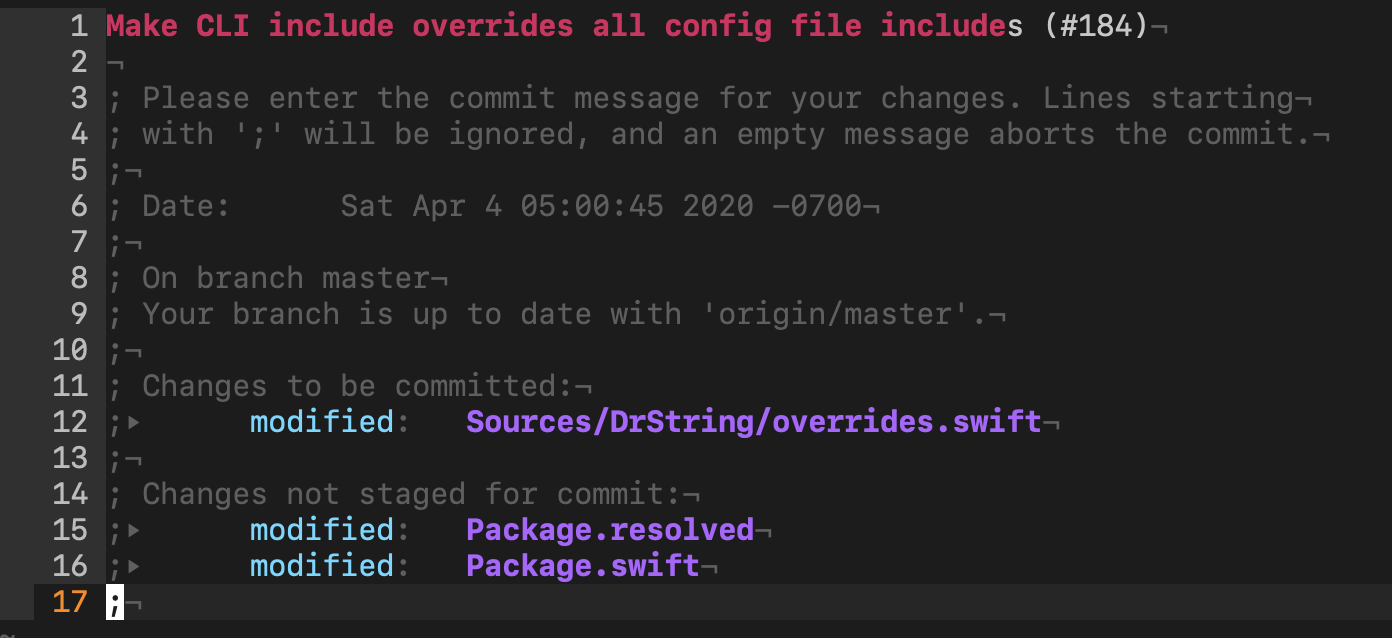 1 Make CLI include overrides all config file includes (#184)¬
2 ¬
3 ; Please enter the commit message for your changes. Lines starting¬
4 ; with ';' will be ignored, and an empty message aborts the commit.¬
5 ;¬
6 ; Date:      Sat Apr 4 05:00:45 2020 -0700¬
7 ;¬
8 ; On branch master¬
9 ; Your branch is up to date with 'origin/master'.¬
10 ;¬
11 ; Changes to be committed:¬
12 ;▸      modified:   Sources/DrString/overrides.swift¬
13 ;¬
14 ; Changes not staged for commit:¬
15 ;▸      modified:   Package.resolved¬
16 ;▸      modified:   Package.swift¬
17 ;¬